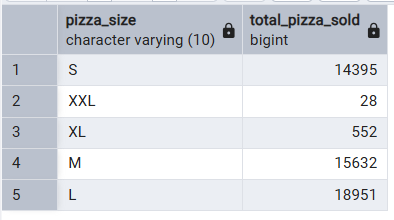 pizza_size total_pizza_sold
character varying (10) bigint
1 S 14395
2 XXL 28
3 XL 552
4 M 15632
5 L 18951